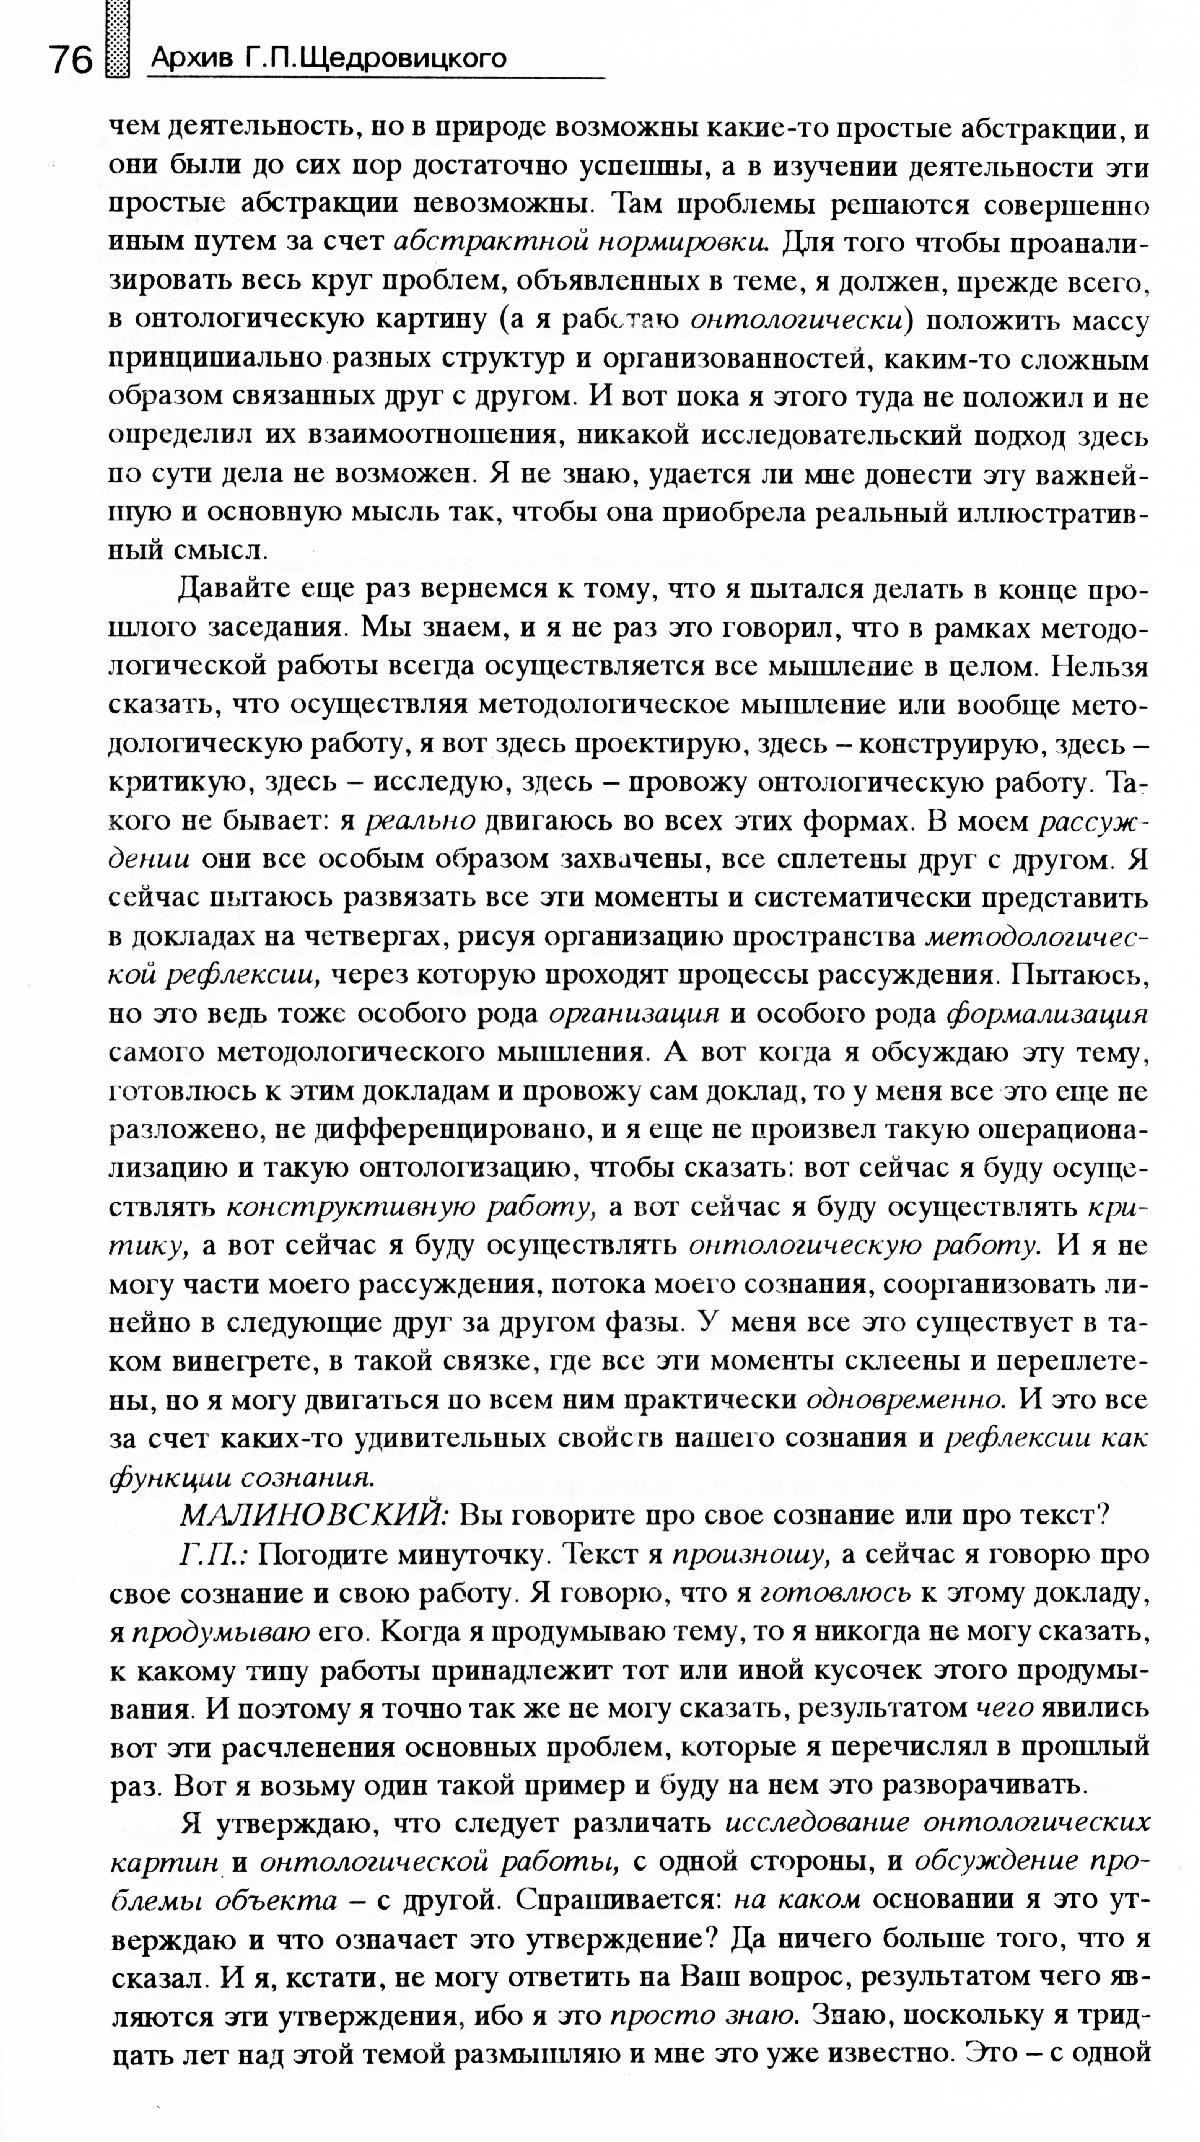 76 Архив Г.П.Щедровицкого
чем деятельность, но в природе возможны какие-то простые абстракции, и
они были до сих пор достаточно успешны, а в изучении деятельности эти
простые абстракции невозможны. Там проблемы решаются совершенно
иным путем за счет абстрактной нормировки. Для того чтобы проанали-
зировать весь круг проблем, объявленных в теме, я должен, прежде всего,
в онтологическую картину (а я работаю онтологически) положить массу
принципиально разных структур и организованностей, каким-то сложным
образом связанных друг с другом. И вот пока я этого туда не положил и не
определил их взаимоотношения, никакой исследовательский подход здесь
по сути дела не возможен. Я не знаю, удается ли мне донести эту важней-
шую и основную мысль так, чтобы она приобрела реальный иллюстратив-
ный смысл.
Давайте еще раз вернемся к тому, что я пытался делать в конце про-
шлого заседания. Мы знаем, и я не раз это говорил, что в рамках методо-
логической работы всегда осуществляется все мышление в целом. Нельзя
сказать, что осуществляя методологическое мышление или вообще мето-
дологическую работу, я вот здесь проектирую, здесь – конструирую, здесь –
критикую, здесь – исследую, здесь – провожу онтологическую работу. Та-
кого не бывает: я реально двигаюсь во всех этих формах. В моем рассуж-
дении они все особым образом захвачены, все сплетены друг с другом. Я
сейчас пытаюсь развязать все эти моменты и систематически представить
в докладах на четвергах, рисуя организацию пространства методологичес-
кой рефлексии, через которую проходят процессы рассуждения. Пытаюсь,
но это ведь тоже особого рода организация и особого рода формализация
самого методологического мышления. А вот когда я обсуждаю эту тему,
готовлюсь к этим докладам и провожу сам доклад, то у меня все это еще не
разложено, не дифференцировано, и я еще не произвел такую операциона-
лизацию и такую онтологизацию, чтобы сказать: вот сейчас я буду осуще-
ствлять конструктивную работу, а вот сейчас я буду осуществлять кри-
тику, а вот сейчас я буду осуществлять онтологическую работу. И я не
могу части моего рассуждения, потока моего сознания, соорганизовать ли-
нейно в следующие друг за другом фазы. У меня все это существует в та-
ком винегрете, в такой связке, где все эти моменты склеены и переплете-
ны, но я могу двигаться по всем ним практически одновременно. И это все
за счет каких-то удивительных свойств нашего сознания и рефлексии как
функции сознания.
МАЛИНОВСКИЙ: Вы говорите про свое сознание или про текст?
Г.П.: Погодите минуточку. Текст я произношу, а сейчас я говорю про
свое сознание и свою работу. Я говорю, что я готовлюсь к этому докладу,
я продумываю его. Когда я продумываю тему, то я никогда не могу сказать,
к какому типу работы принадлежит тот или иной кусочек этого продумы-
вания. И поэтому я точно так же не могу сказать, результатом чего явились
вот эти расчленения основных проблем, которые я перечислял в прошлый
раз. Вот я возьму один такой пример и буду на нем это разворачивать.
Я утверждаю, что следует различать исследование онтологических
картин и онтологической работы, с одной стороны, и обсуждение про-
блемы объекта – с другой. Спрашивается: на каком основании я это ут-
верждаю и что означает это утверждение? Да ничего больше того, что я
сказал. И я, кстати, не могу ответить на Ваш вопрос, результатом чего яв-
ляются эти утверждения, ибо я это просто знаю. Знаю, поскольку я трид-
цать лет над этой темой размышляю и мне это уже известно. Это – с одной